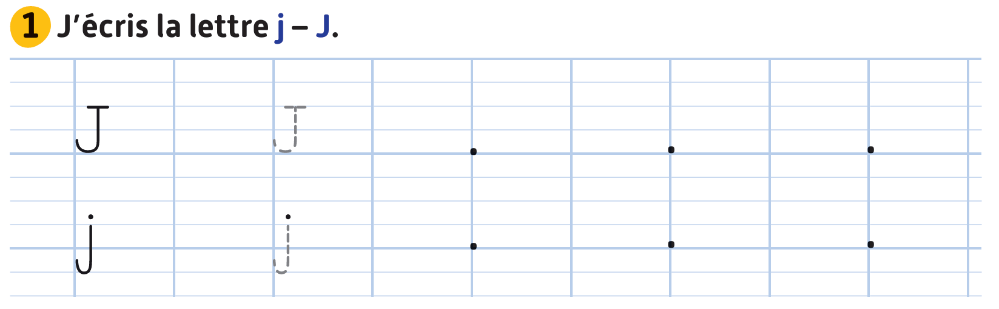 1 J’écris la lettre j – J.
J J . . .
j j . . .